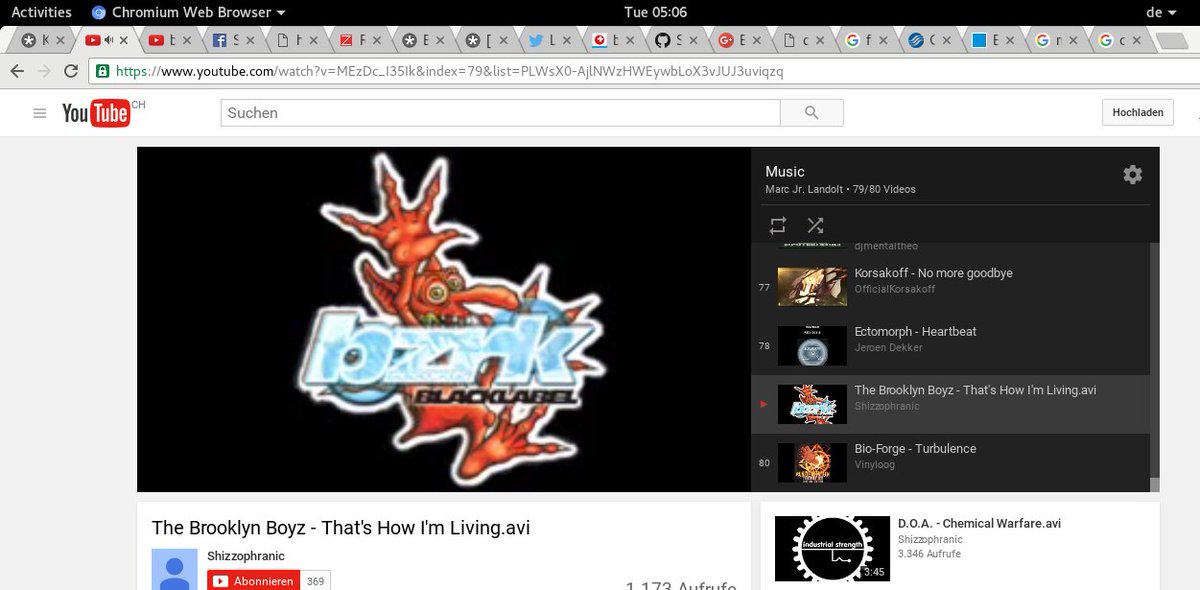 Activities Chromium Web Browser Tue 05:06 de
https://www.youtube.com/watch?v=MEzDc_I35Ik&index=79&list=PLWsX0-AjlNWzHWEywbLoX3vJUJ3uviqzq
YouTube CH Suchen Hochladen
Music
Marc Jr. Landolt • 79/80 Videos
djmentaltheo
77 Korsakoff - No more goodbye
OfficialKorsakoff
78 Ectomorph - Heartbeat
Jeroen Dekker
The Brooklyn Boyz - That's How I'm Living.avi
Shizzophranic
80 Bio-Forge - Turbulence
Vinyloog
bzrk
BLACKLABEL
The Brooklyn Boyz - That's How I'm Living.avi
Shizzophranic
Abonnieren 369
1.173 Aufrufe
industrial strength
3:45
D.O.A. - Chemical Warfare.avi
Shizzophranic
3.346 Aufrufe